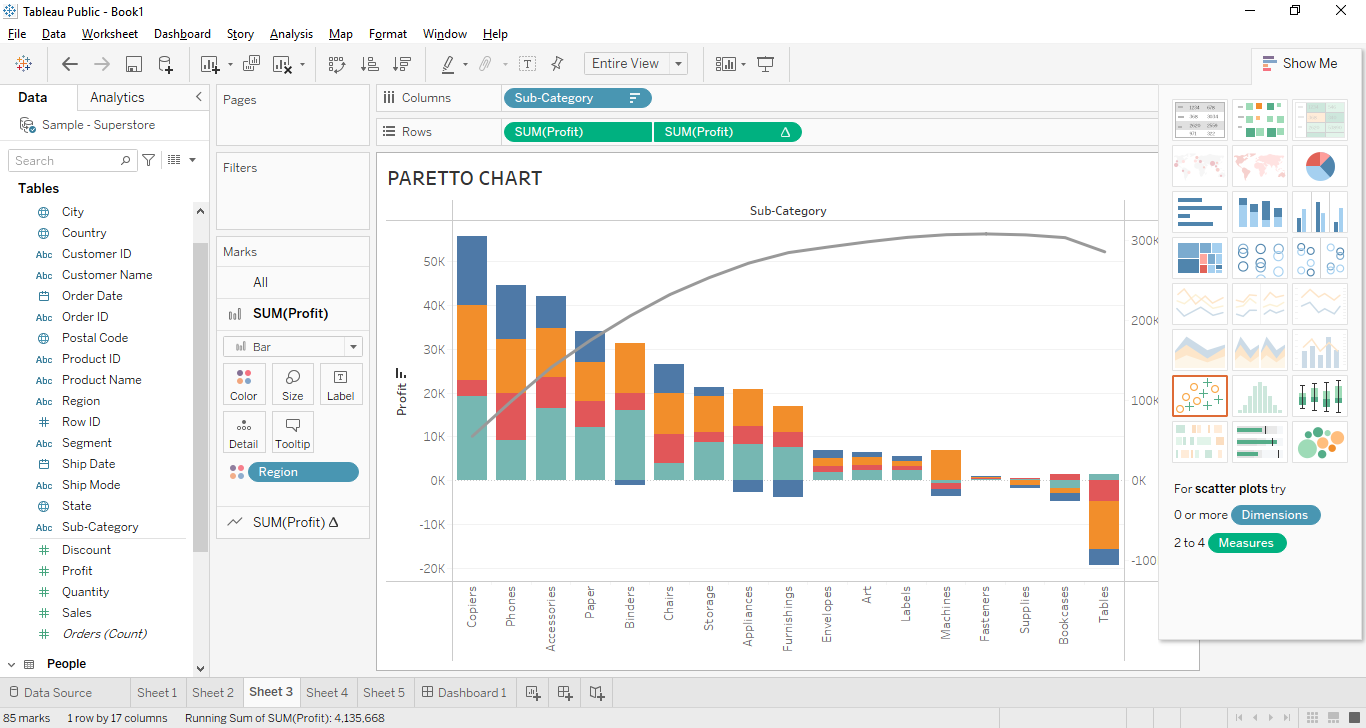 Tableau Public - Book1
File Data Worksheet Dashboard Story Analysis Map Format Window Help
Entire View
Show Me
Data Analytics
Sample - Superstore
Search
Tables
City
Country
Customer ID
Customer Name
Order Date
Order ID
Postal Code
Product ID
Product Name
Region
Row ID
Segment
Ship Date
Ship Mode
State
Sub-Category
Discount
Profit
Quantity
Sales
Orders (Count)
People
Pages
Filters
Marks
All
SUM(Profit)
Bar
Color Size Label
Detail Tooltip
Region
SUM(Profit) Δ
Columns Sub-Category
Rows SUM(Profit) SUM(Profit) Δ
PARETTO CHART
Sub-Category
50K
40K
30K
20K
10K
0K
-10K
-20K
Profit
300K
200K
100K
0K
-100
Copiers
Phones
Accessories
Paper
Binders
Chairs
Storage
Appliances
Furnishings
Envelopes
Art
Labels
Machines
Fasteners
Supplies
Bookcases
Tables
For scatter plots try
0 or more Dimensions
2 to 4 Measures
Data Source Sheet 1 Sheet 2 Sheet 3 Sheet 4 Sheet 5 Dashboard 1
85 marks 1 row by 17 columns Running Sum of SUM(Profit): 4,135,668